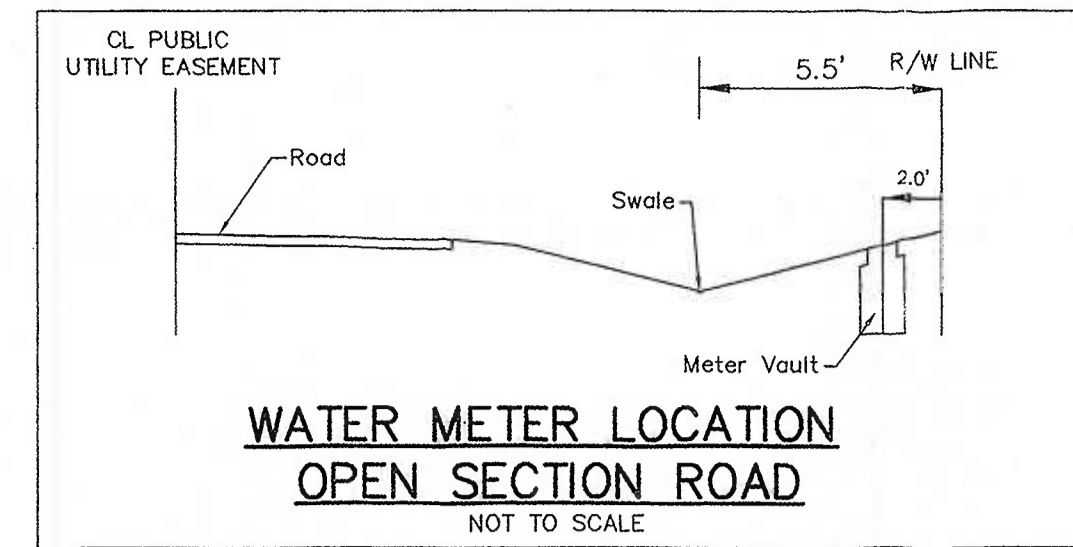 CL PUBLIC
UTILITY EASEMENT
5.5'
R/W LINE
Road
2.0'
Swale
Meter Vault
WATER METER LOCATION
OPEN SECTION ROAD
NOT TO SCALE